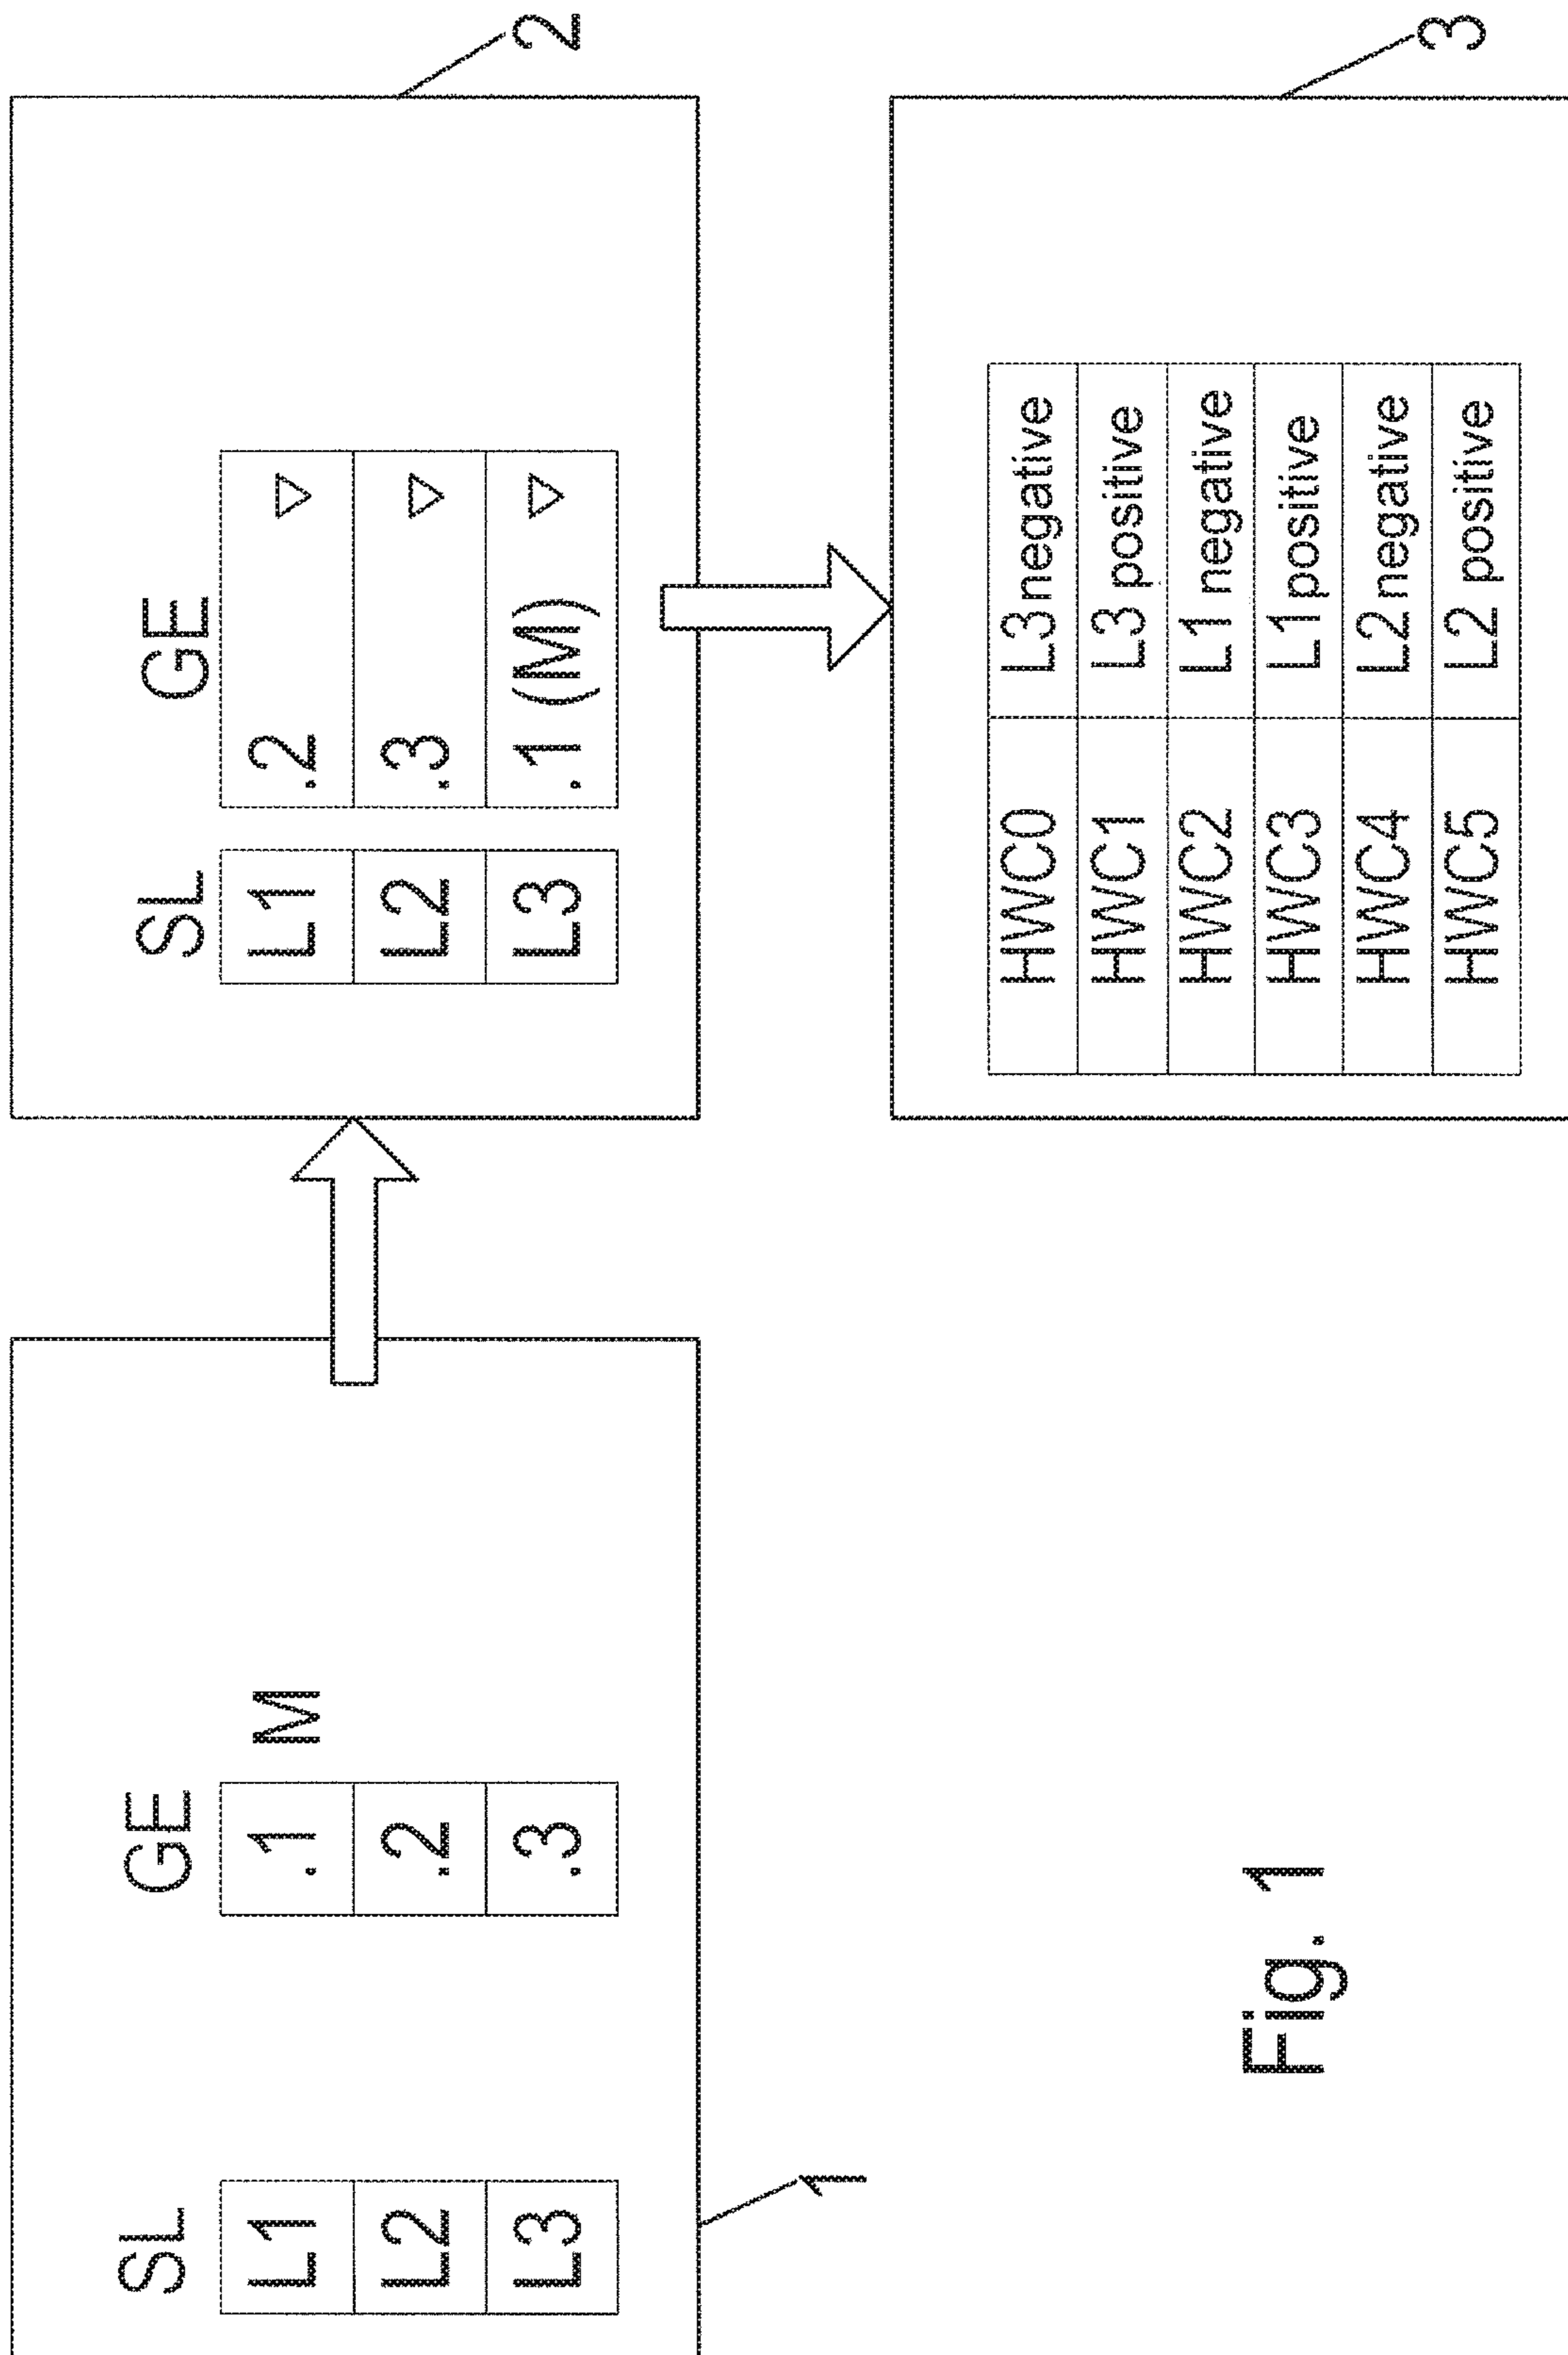 SL GE
L1 .1 M
L2 .2
L3 .3
1
SL GE
L1 .2 ▽
L2 .3 ▽
L3 .1 (M) ▽
2
HWC0 L3 negative
HWC1 L3 positive
HWC2 L1 negative
HWC3 L1 positive
HWC4 L2 negative
HWC5 L2 positive
3
Fig. 1